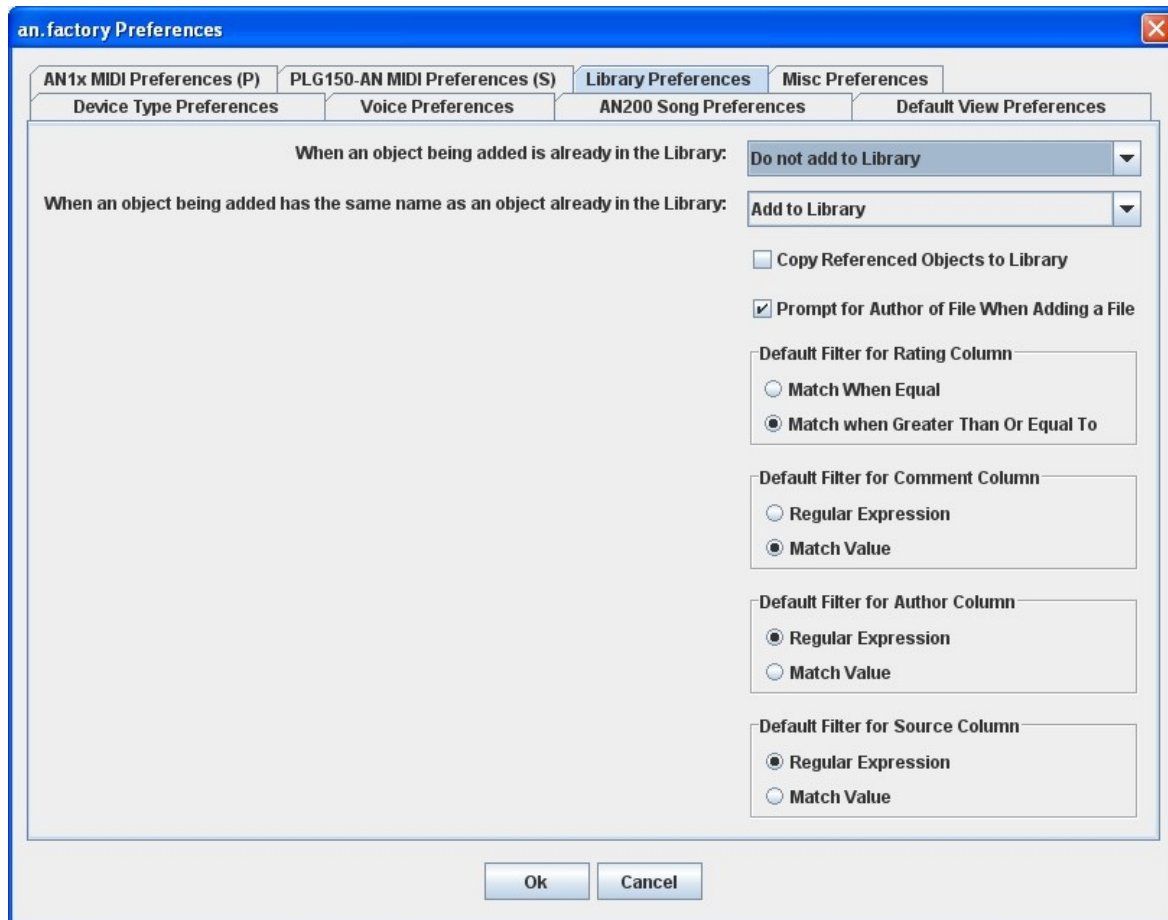 an.factory Preferences
AN1x MIDI Preferences (P) PLG150-AN MIDI Preferences (S) Library Preferences Misc Preferences
Device Type Preferences Voice Preferences AN200 Song Preferences Default View Preferences
When an object being added is already in the Library: Do not add to Library
When an object being added has the same name as an object already in the Library: Add to Library
Copy Referenced Objects to Library
Prompt for Author of File When Adding a File
Default Filter for Rating Column
Match When Equal
Match when Greater Than Or Equal To
Default Filter for Comment Column
Regular Expression
Match Value
Default Filter for Author Column
Regular Expression
Match Value
Default Filter for Source Column
Regular Expression
Match Value
Ok Cancel